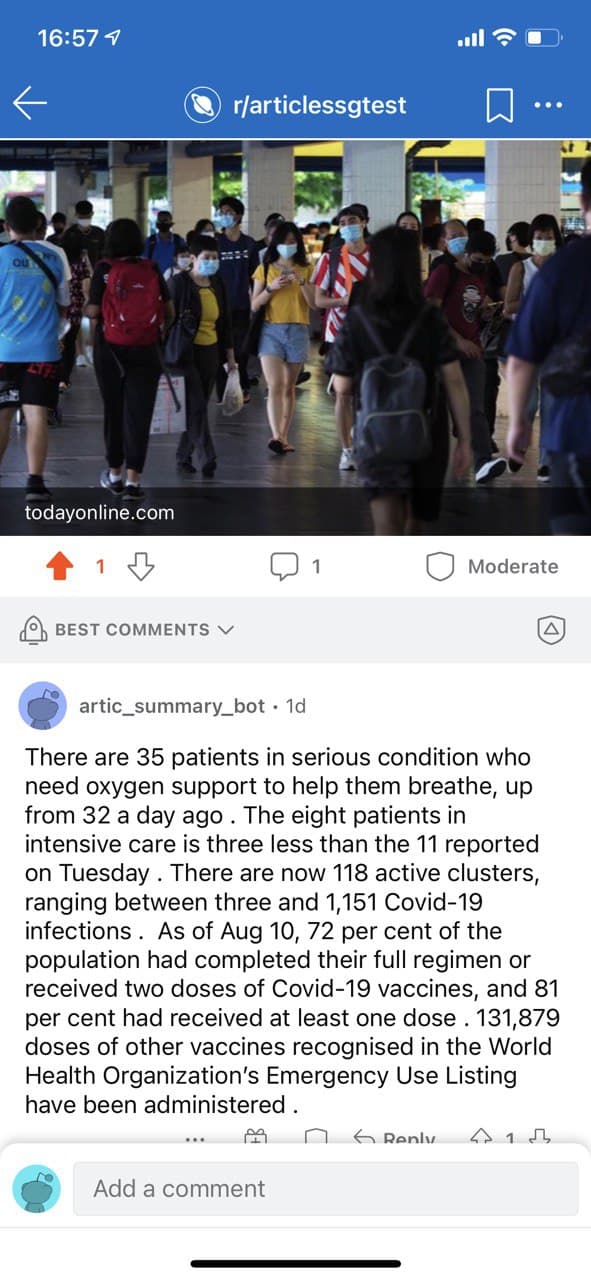 16:57
r/articlessgtest
todayonline.com
1
1
Moderate
BEST COMMENTS
artic_summary_bot • 1d
There are 35 patients in serious condition who
need oxygen support to help them breathe, up
from 32 a day ago . The eight patients in
intensive care is three less than the 11 reported
on Tuesday . There are now 118 active clusters,
ranging between three and 1,151 Covid-19
infections .  As of Aug 10, 72 per cent of the
population had completed their full regimen or
received two doses of Covid-19 vaccines, and 81
per cent had received at least one dose . 131,879
doses of other vaccines recognised in the World
Health Organization’s Emergency Use Listing
have been administered .
Reply 1
Add a comment